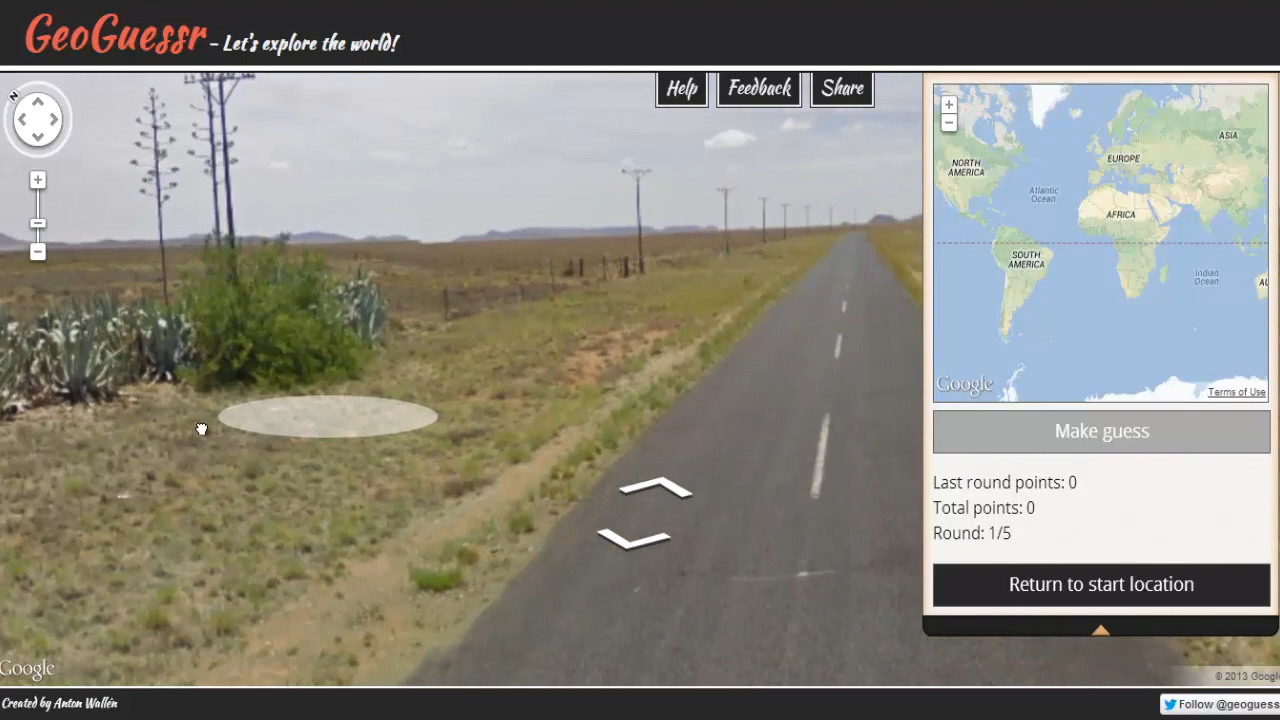 GeoGuessr - Let's explore the world!
Help
Feedback
Share
N
+
−
−
+
−
NORTH
AMERICA
Atlantic
Ocean
EUROPE
ASIA
AFRICA
SOUTH
AMERICA
Indian
Ocean
AU
Google
Terms of Use
Make guess
Last round points: 0
Total points: 0
Round: 1/5
Return to start location
Google
© 2013 Google
Created by Anton Wallén
Follow @geoguess